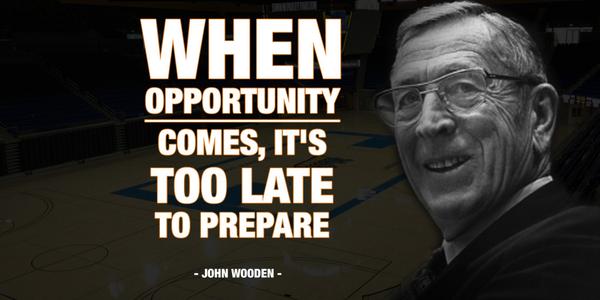 WHEN
OPPORTUNITY
COMES, IT'S
TOO LATE
TO PREPARE
- JOHN WOODEN -